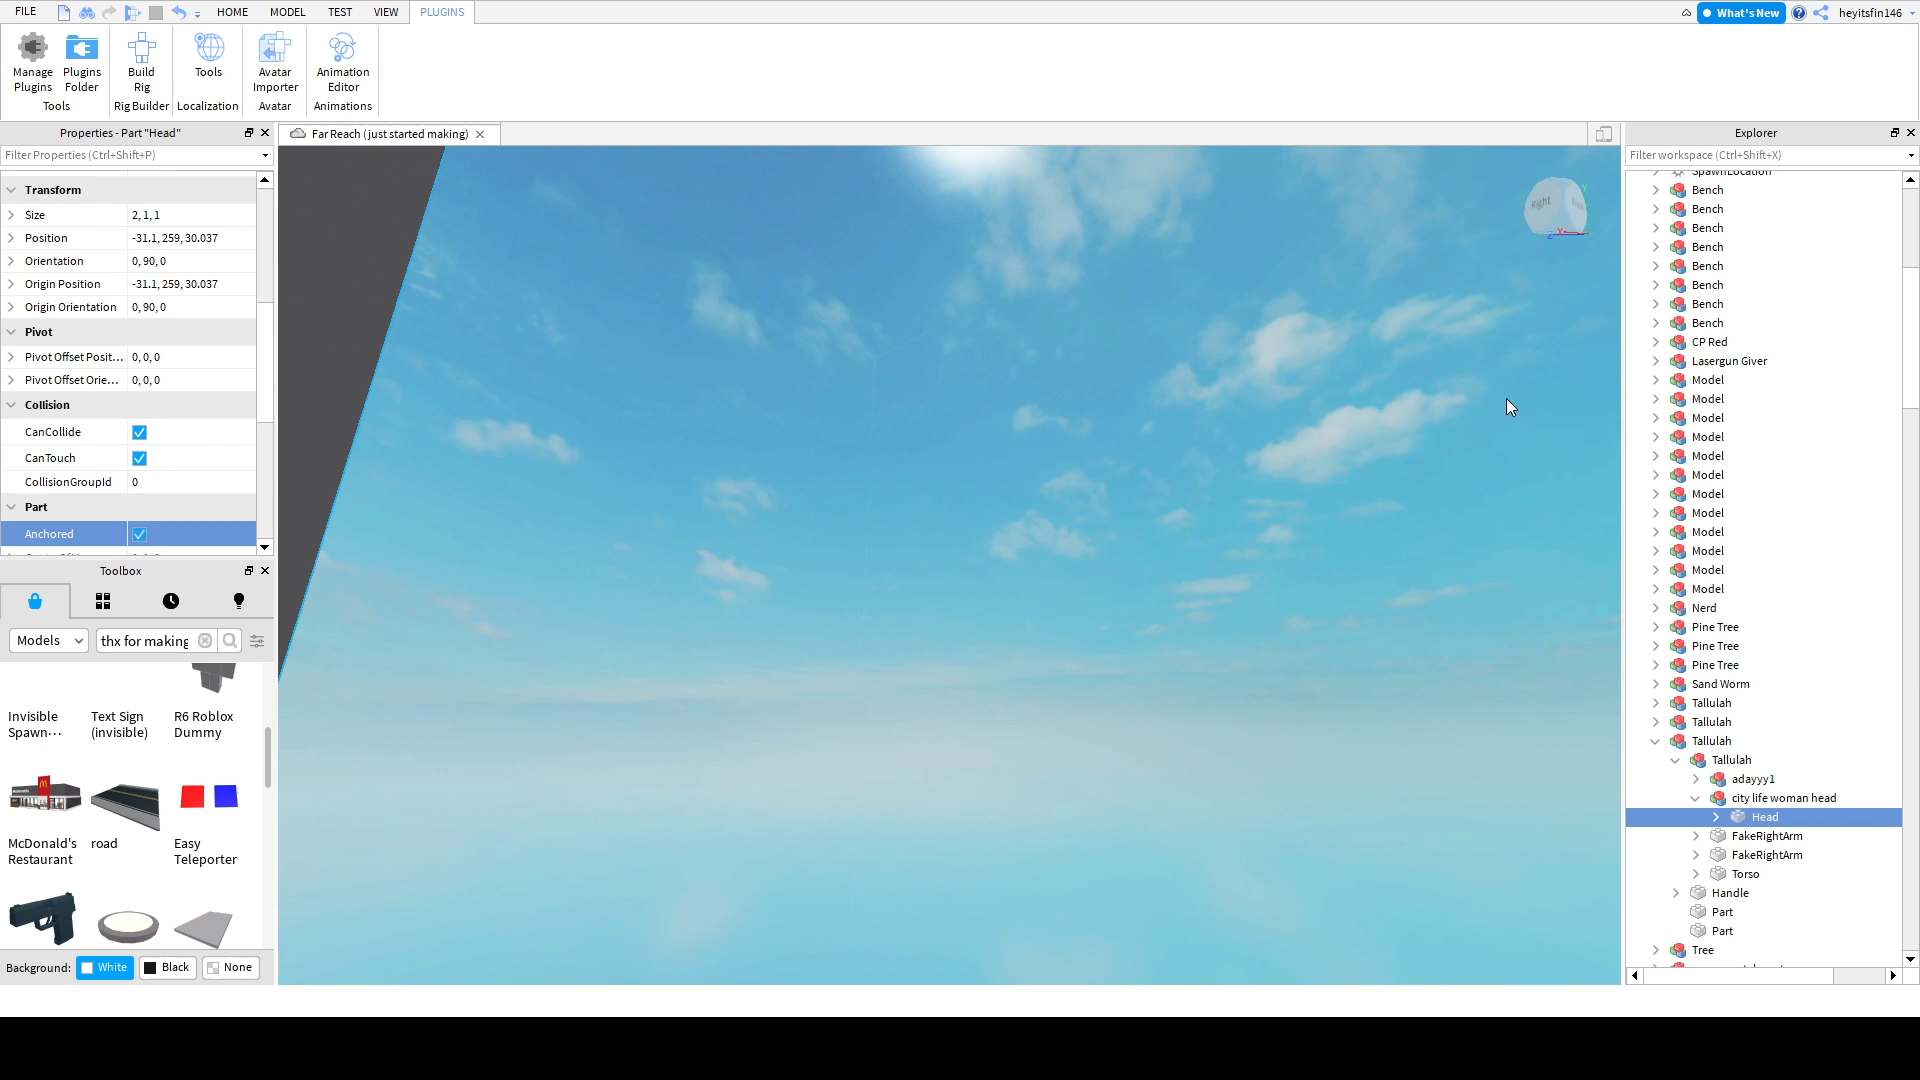 FILE
HOME
MODEL
TEST
VIEW
PLUGINS
What's New
heyitsfin146
Manage Plugins
Plugins Folder
Build Rig
Tools
Avatar Importer
Animation Editor
Tools
Rig Builder
Localization
Avatar
Animations
Properties - Part "Head"
Filter Properties (Ctrl+Shift+P)
Transform
Size 2, 1, 1
Position -31.1, 259, 30.037
Orientation 0, 90, 0
Origin Position -31.1, 259, 30.037
Origin Orientation 0, 90, 0
Pivot
Pivot Offset Posit... 0, 0, 0
Pivot Offset Orie... 0, 0, 0
Collision
CanCollide
CanTouch
CollisionGroupId 0
Part
Anchored
Toolbox
Models
thx for making
Invisible Spawn...
Text Sign (invisible)
R6 Roblox Dummy
McDonald's Restaurant
road
Easy Teleporter
Background: White Black None
Far Reach (just started making)
Right
Y
Z
X
Explorer
Filter workspace (Ctrl+Shift+X)
SpawnLocation
Bench
Bench
Bench
Bench
Bench
Bench
Bench
Bench
CP Red
Lasergun Giver
Model
Model
Model
Model
Model
Model
Model
Model
Model
Model
Model
Model
Nerd
Pine Tree
Pine Tree
Pine Tree
Sand Worm
Tallulah
Tallulah
Tallulah
Tallulah
adayyy1
city life woman head
Head
FakeRightArm
FakeRightArm
Torso
Handle
Part
Part
Tree